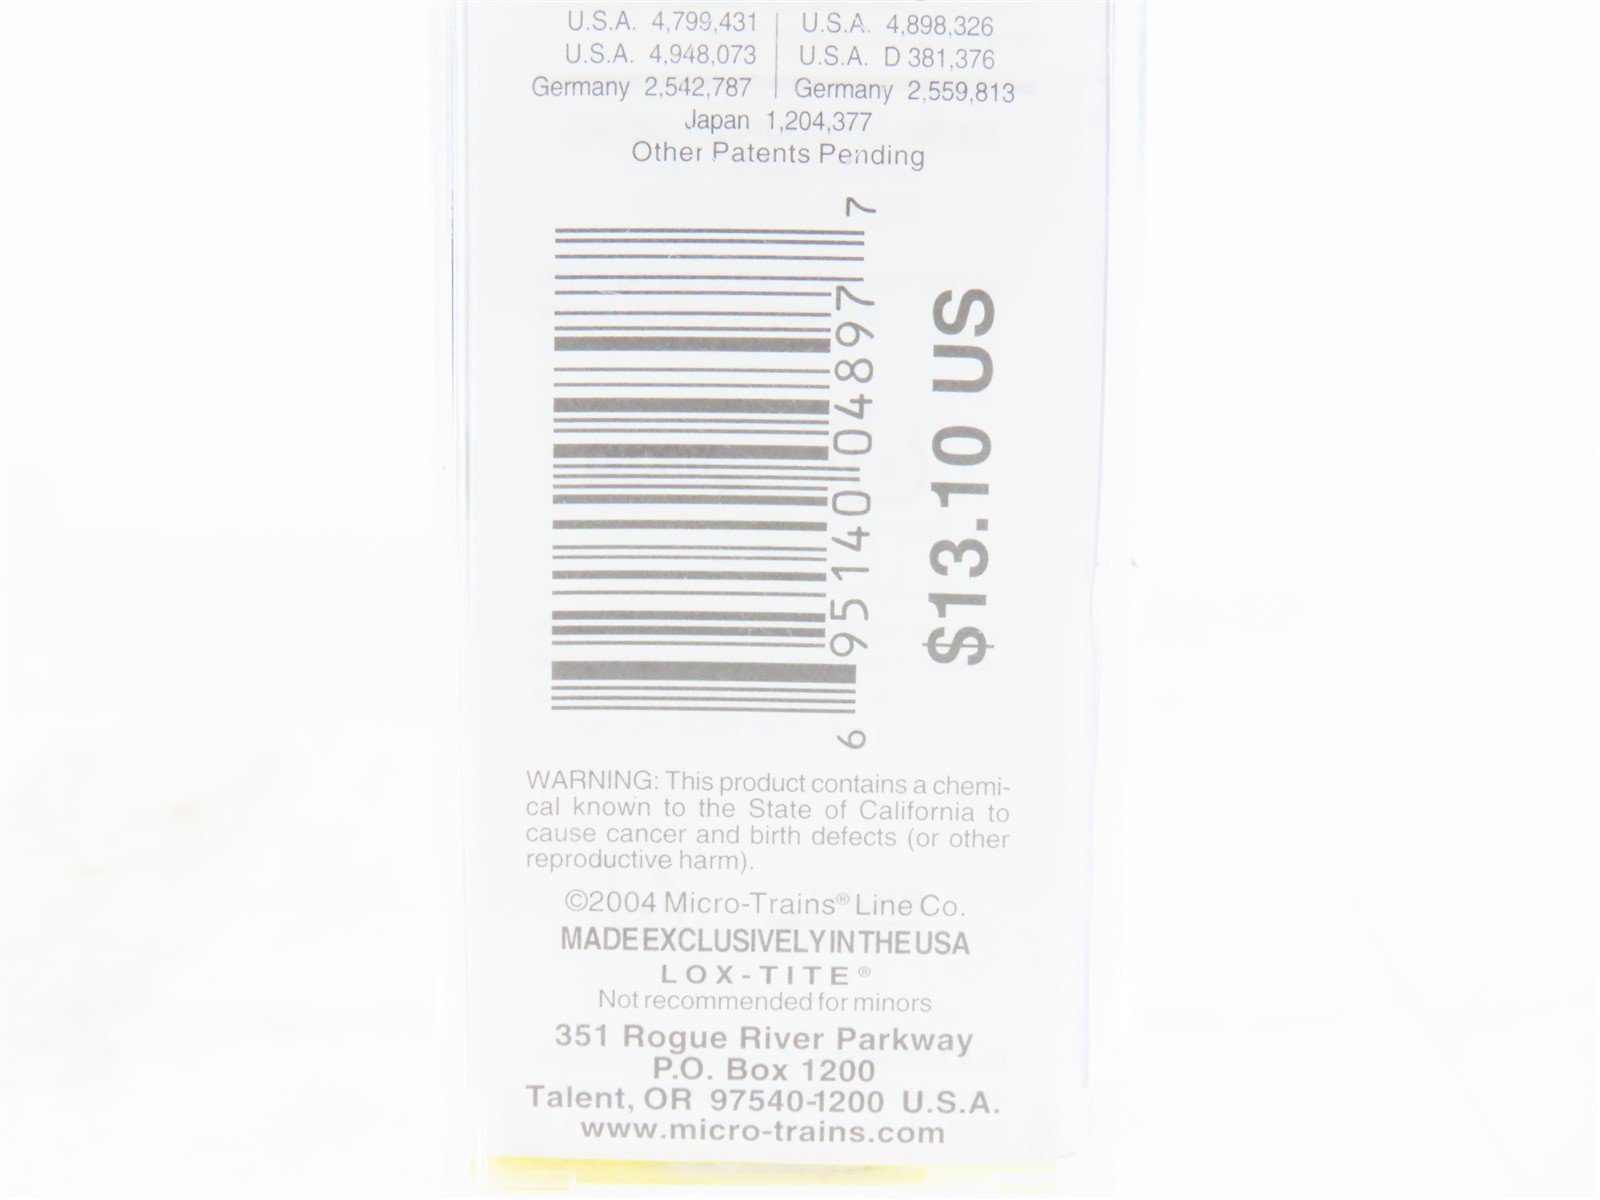 U.S.A. 4,799,431 | U.S.A. 4,898,326
U.S.A. 4,948,073 | U.S.A. D 381,376
Germany 2,542,787 | Germany 2,559,813
Japan 1,204,377
Other Patents Pending
6 95140 04897 7
$13.10 US
WARNING: This product contains a chemi-
cal known to the State of California to
cause cancer and birth defects (or other
reproductive harm).
©2004 Micro-Trains® Line Co.
MADE EXCLUSIVELY IN THE USA
LOX-TITE®
Not recommended for minors
351 Rogue River Parkway
P.O. Box 1200
Talent, OR 97540-1200 U.S.A.
www.micro-trains.com